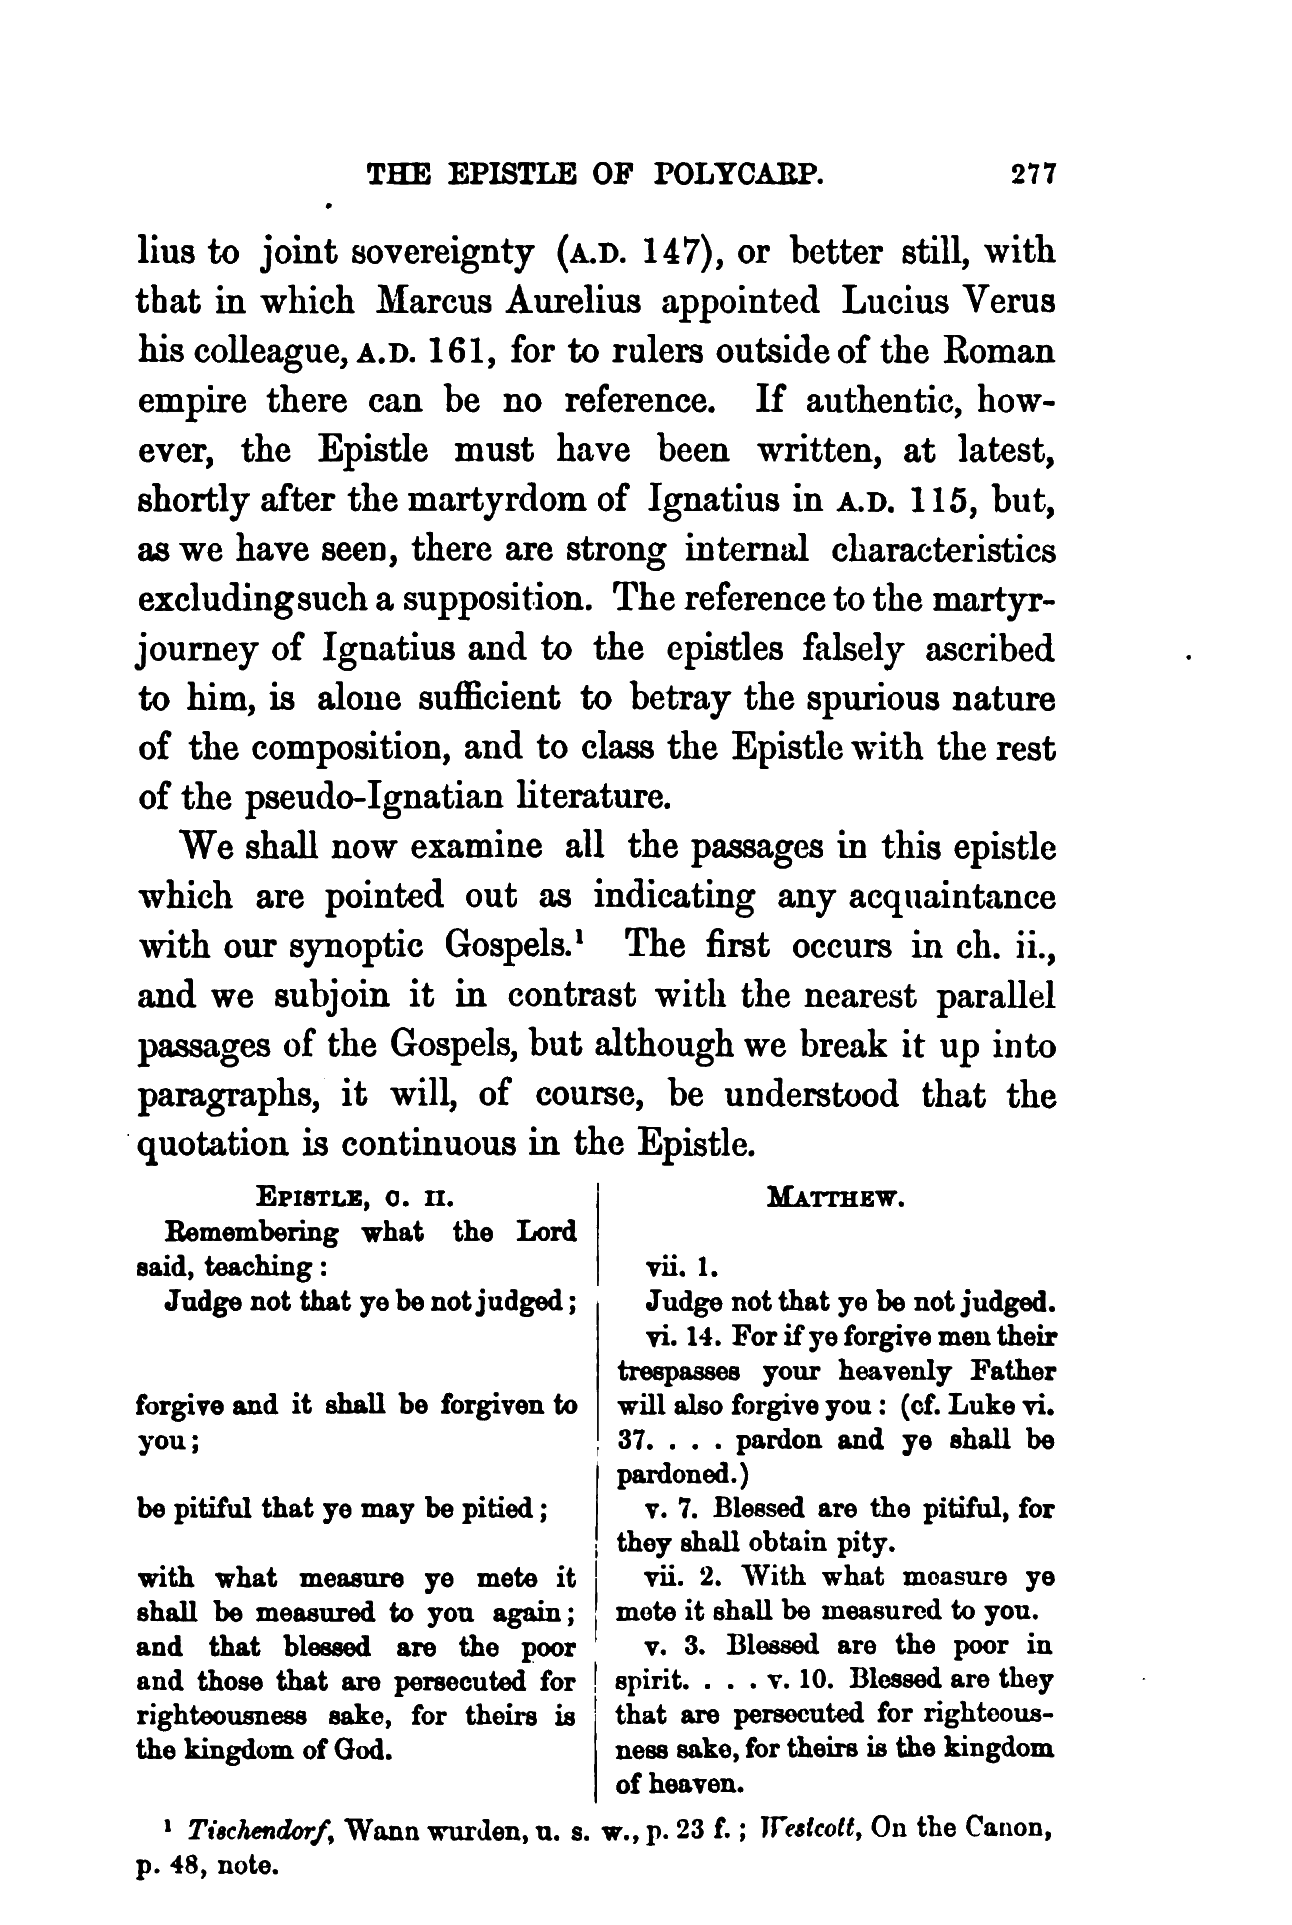 THE EPISTLE OF POLYCARP. 277
lius to joint sovereignty (A.D. 147), or better still, with
that in which Marcus Aurelius appointed Lucius Verus
his colleague, A.D. 161, for to rulers outside of the Roman
empire there can be no reference. If authentic, how-
ever, the Epistle must have been written, at latest,
shortly after the martyrdom of Ignatius in A.D. 115, but,
as we have seen, there are strong internal characteristics
excluding such a supposition. The reference to the martyr-
journey of Ignatius and to the epistles falsely ascribed
to him, is alone sufficient to betray the spurious nature
of the composition, and to class the Epistle with the rest
of the pseudo-Ignatian literature.
We shall now examine all the passages in this epistle
which are pointed out as indicating any acquaintance
with our synoptic Gospels.¹ The first occurs in ch. ii.,
and we subjoin it in contrast with the nearest parallel
passages of the Gospels, but although we break it up into
paragraphs, it will, of course, be understood that the
quotation is continuous in the Epistle.
EPISTLE, C. II.
Remembering what the Lord
said, teaching:
Judge not that ye be not judged;
forgive and it shall be forgiven to
you;
be pitiful that ye may be pitied;
with what measure ye mete it
shall be measured to you again;
and that blessed are the poor
and those that are persecuted for
righteousness sake, for theirs is
the kingdom of God.
MATTHEW.
vii. 1.
Judge not that ye be not judged.
vi. 14. For if ye forgive men their
trespasses your heavenly Father
will also forgive you: (cf. Luke vi.
37. . . . pardon and ye shall be
pardoned.)
v. 7. Blessed are the pitiful, for
they shall obtain pity.
vii. 2. With what measure ye
mete it shall be measured to you.
v. 3. Blessed are the poor in
spirit. . . . v. 10. Blessed are they
that are persecuted for righteous-
ness sake, for theirs is the kingdom
of heaven.
¹ Tischendorf, Wann wurden, u. s. w., p. 23 f.; Westcott, On the Canon,
p. 48, note.